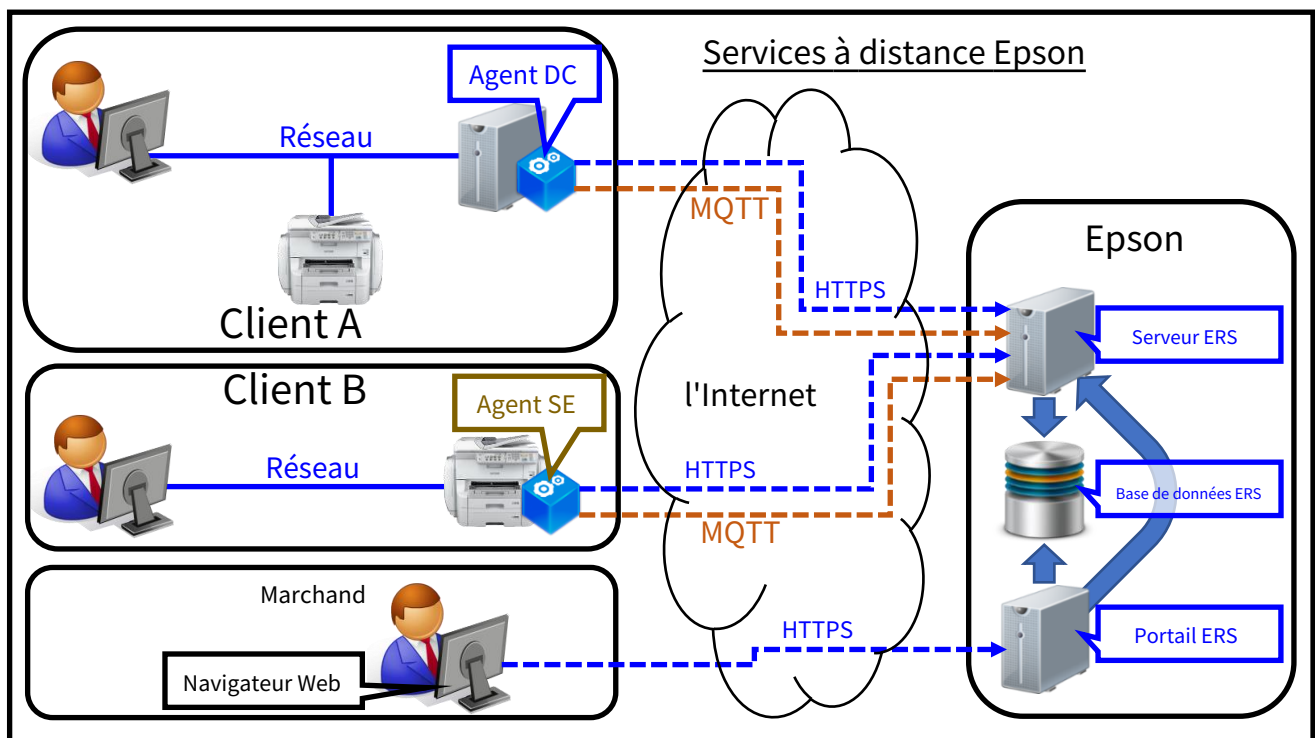 Services à distance Epson
Agent DC
Réseau
MQTT
HTTPS
Client A
Epson
Serveur ERS
Client B
Agent SE
l'Internet
Réseau
HTTPS
MQTT
Base de données ERS
Marchand
HTTPS
Navigateur Web
Portail ERS